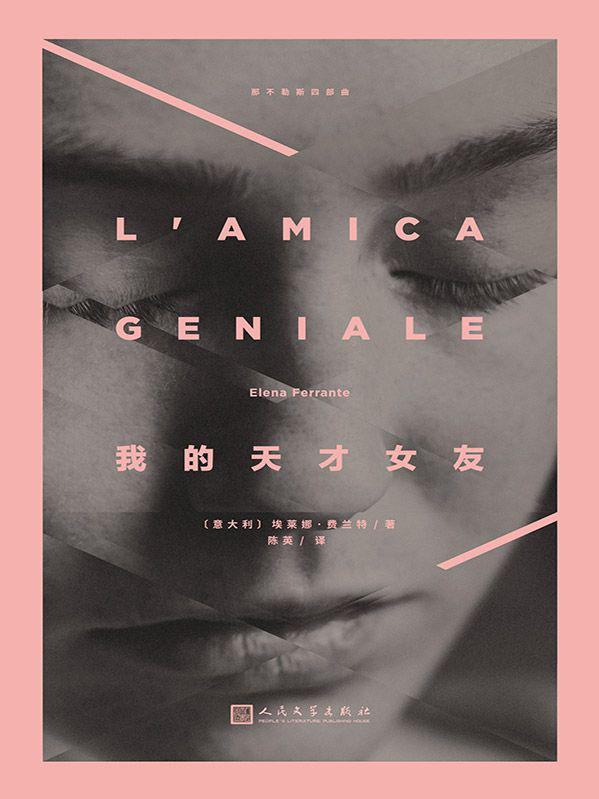 那不勒斯四部曲
L'AMICA
GENIALE
Elena Ferrante
我的天才女友
〔意大利〕埃莱娜·费兰特/著
陈英/译
人民文学出版社
PEOPLE'S LITERATURE PUBLISHING HOUSE